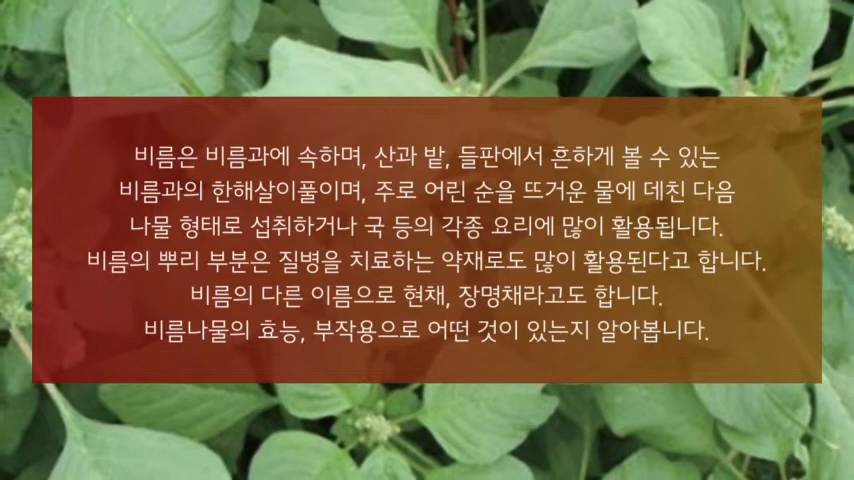 비름은 비름과에 속하며, 산과 밭, 들판에서 흔하게 볼 수 있는
비름과의 한해살이풀이며, 주로 어린 순을 뜨거운 물에 데친 다음
나물 형태로 섭취하거나 국 등의 각종 요리에 많이 활용됩니다.
비름의 뿌리 부분은 질병을 치료하는 약재로도 많이 활용된다고 합니다.
비름의 다른 이름으로 현채, 장명채라고도 합니다.
비름나물의 효능, 부작용으로 어떤 것이 있는지 알아봅니다.